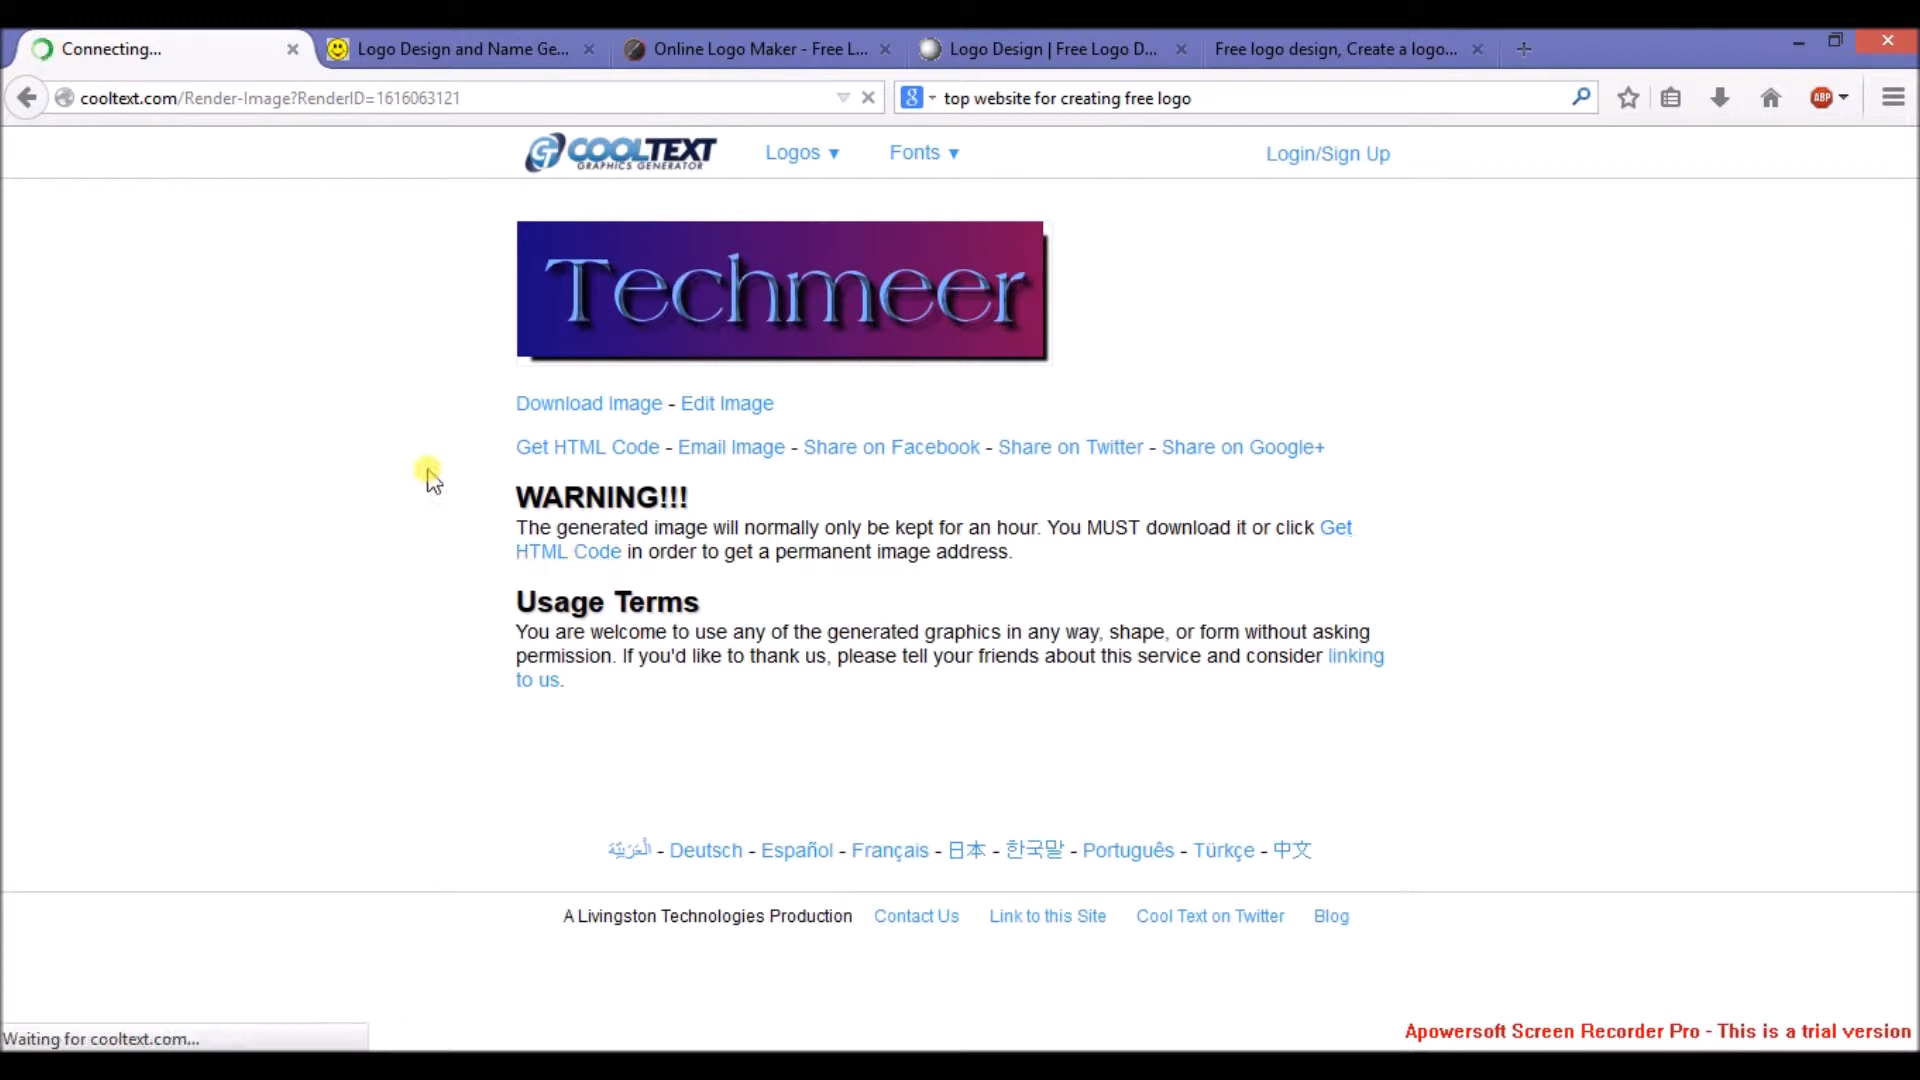 Connecting...
Logo Design and Name Ge...
Online Logo Maker - Free L...
Logo Design | Free Logo D...
Free logo design, Create a logo...
cooltext.com/Render-Image?RenderID=1616063121
8
top website for creating free logo
ABP
COOLTEXT
GRAPHICS GENERATOR
Logos ▼
Fonts ▼
Login/Sign Up
Techmeer
Download Image - Edit Image
Get HTML Code - Email Image - Share on Facebook - Share on Twitter - Share on Google+
WARNING!!!
The generated image will normally only be kept for an hour. You MUST download it or click Get
HTML Code in order to get a permanent image address.
Usage Terms
You are welcome to use any of the generated graphics in any way, shape, or form without asking
permission. If you'd like to thank us, please tell your friends about this service and consider linking
to us.
الْعَرَبيّة - Deutsch - Español - Français - 日本 - 한국말 - Português - Türkçe - 中文
A Livingston Technologies Production Contact Us Link to this Site Cool Text on Twitter Blog
Waiting for cooltext.com...
Apowersoft Screen Recorder Pro - This is a trial version